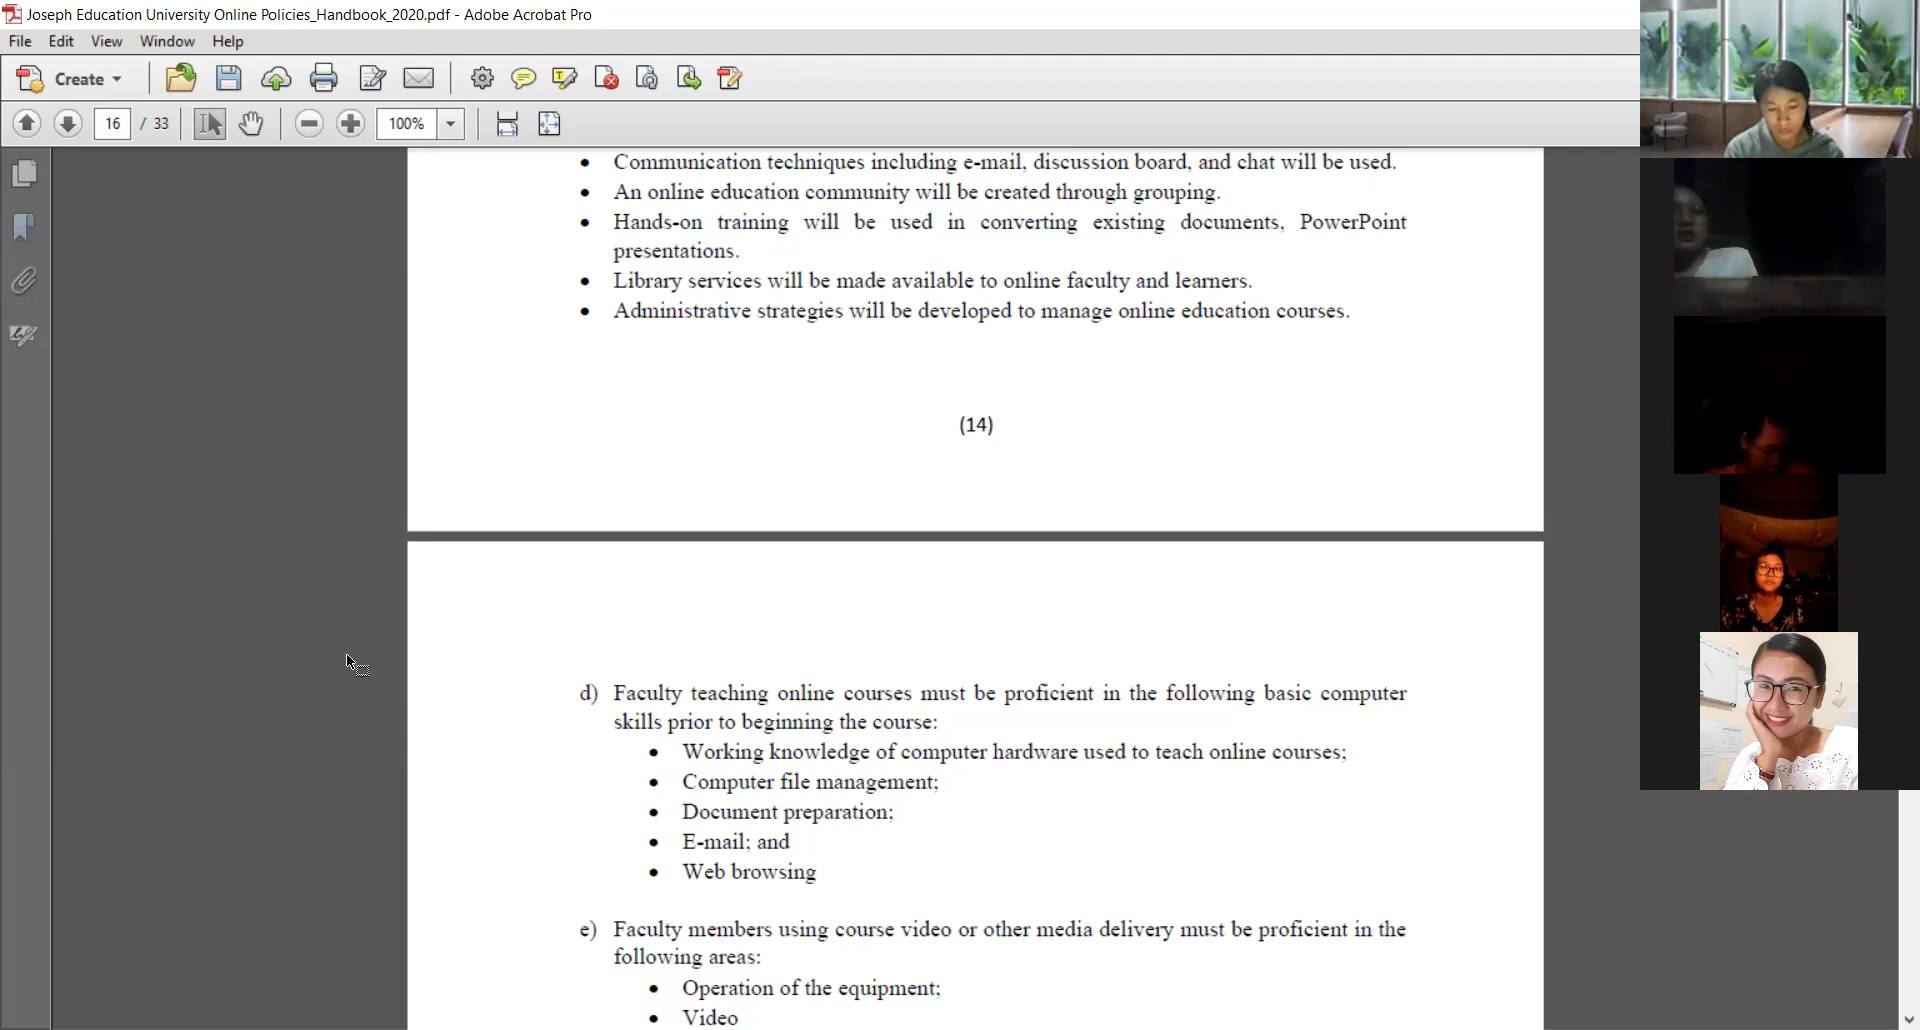 Joseph Education University Online Policies_Handbook_2020.pdf - Adobe Acrobat Pro
File Edit View Window Help
Create
16 / 33 100%
• Communication techniques including e-mail, discussion board, and chat will be used.
• An online education community will be created through grouping.
• Hands-on training will be used in converting existing documents, PowerPoint
presentations.
• Library services will be made available to online faculty and learners.
• Administrative strategies will be developed to manage online education courses.
(14)
d) Faculty teaching online courses must be proficient in the following basic computer
skills prior to beginning the course:
• Working knowledge of computer hardware used to teach online courses;
• Computer file management;
• Document preparation;
• E-mail; and
• Web browsing
e) Faculty members using course video or other media delivery must be proficient in the
following areas:
• Operation of the equipment;
• Video